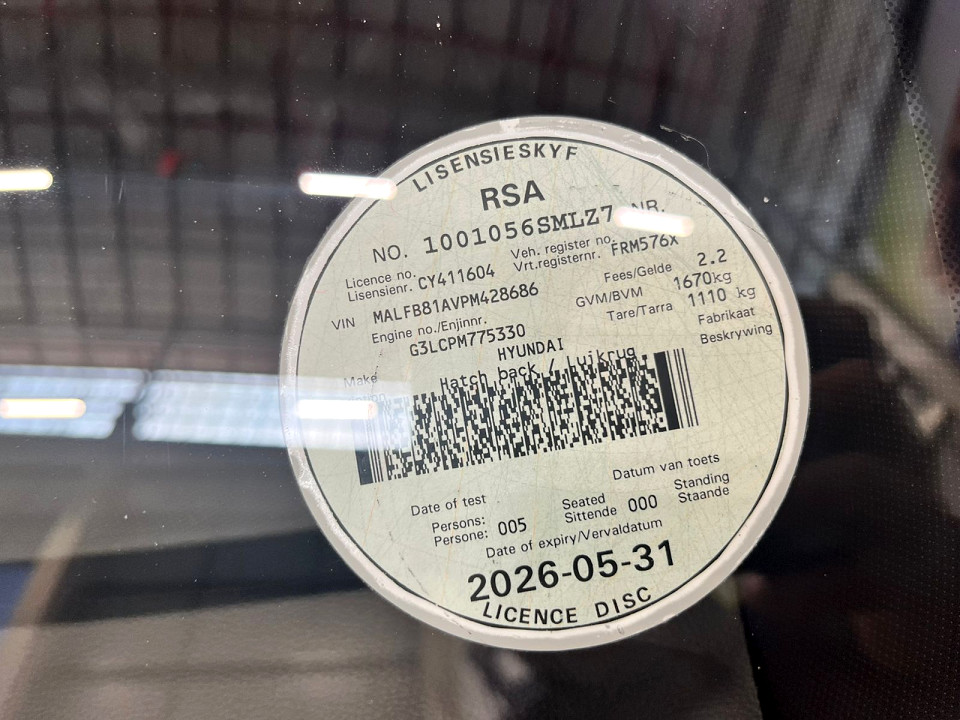 LISENSIESKYF
RSA
NO. 1001056SMLZ7 NR.
Licence no. Lisensienr. CY411604 Veh. register no. Vrt.registernr. FRM576X
VIN MALFB81AVPM428686 Fees/Gelde 2.2
Engine no./Enjinnr. GVM/BVM 1670kg
G3LCPM775330 Tare/Tarra 1110 kg
HYUNDAI Fabrikaat
Make Hatch back / Luikrug Beskrywing
Datum van toets
Date of test
Persons: Persone: 005 Seated Sittende 000 Standing Staande
Date of expiry/Vervaldatum
2026-05-31
LICENCE DISC